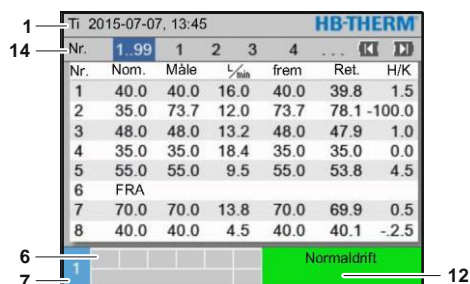 1 Ti 2015-07-07, 13:45 HB-THERM
14 Nr. 1..99 1 2 3 4 ...
Nr. Nom. Måle L/min frem Ret. H/K
1 40.0 40.0 16.0 40.0 39.8 1.5
2 35.0 73.7 12.0 73.7 78.1 -100.0
3 48.0 48.0 13.2 48.0 47.9 1.0
4 35.0 35.0 18.4 35.0 35.0 0.0
5 55.0 55.0 9.5 55.0 53.8 4.5
6 FRA
7 70.0 70.0 13.8 70.0 69.9 0.5
8 40.0 40.0 4.5 40.0 40.1 -.2.5
6 Normaldrift
1 12
7